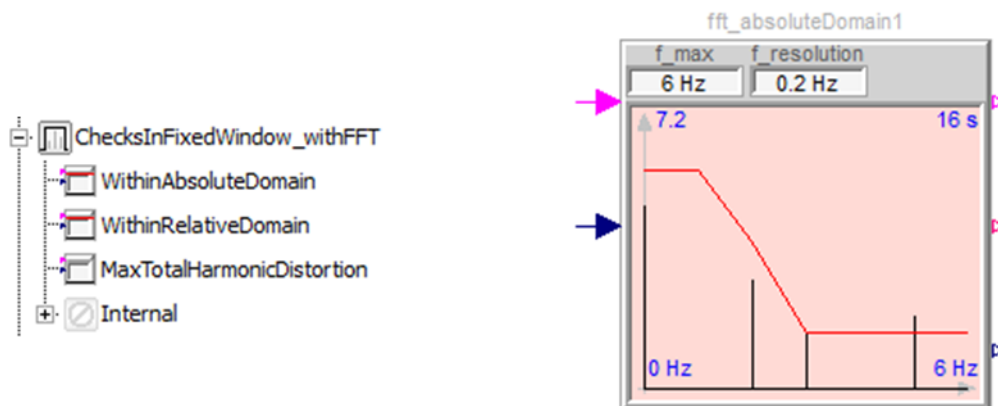 ChecksInFixedWindow_withFFT
WithinAbsoluteDomain
WithinRelativeDomain
MaxTotalHarmonicDistortion
Internal
fft_absoluteDomain1
f_max f_resolution
6 Hz 0.2 Hz
7.2 16 s
0 Hz 6 Hz